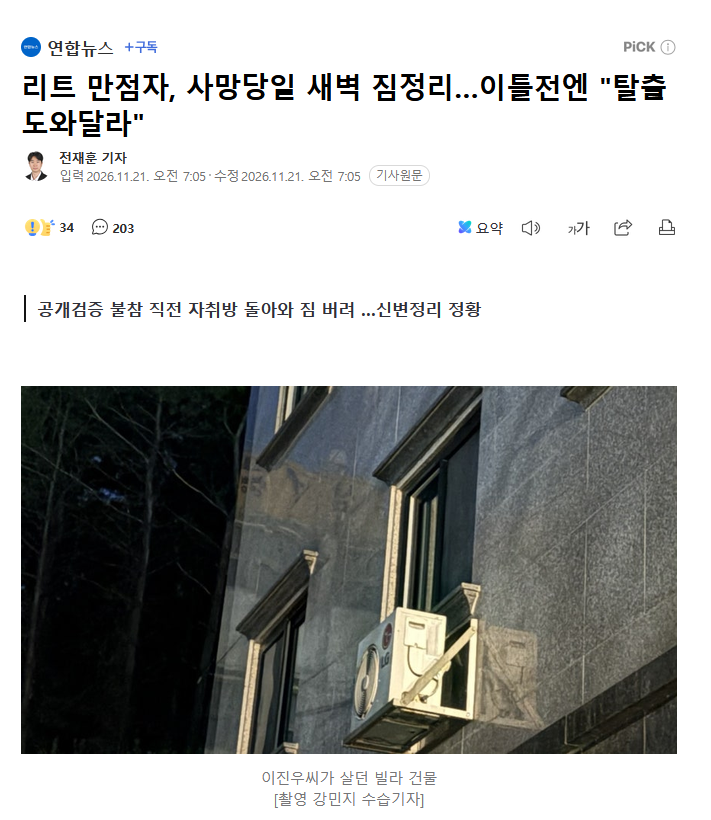 연합뉴스 +구독 PiCK
리트 만점자, 사망당일 새벽 짐정리…이틀전엔 "탈출
도와달라"
전재훈 기자
입력 2026.11.21. 오전 7:05 · 수정 2026.11.21. 오전 7:05 기사원문
34 203 요약 가가
공개검증 불참 직전 자취방 돌아와 짐 버려 …신변정리 정황
LG
이진우씨가 살던 빌라 건물
[촬영 강민지 수습기자]